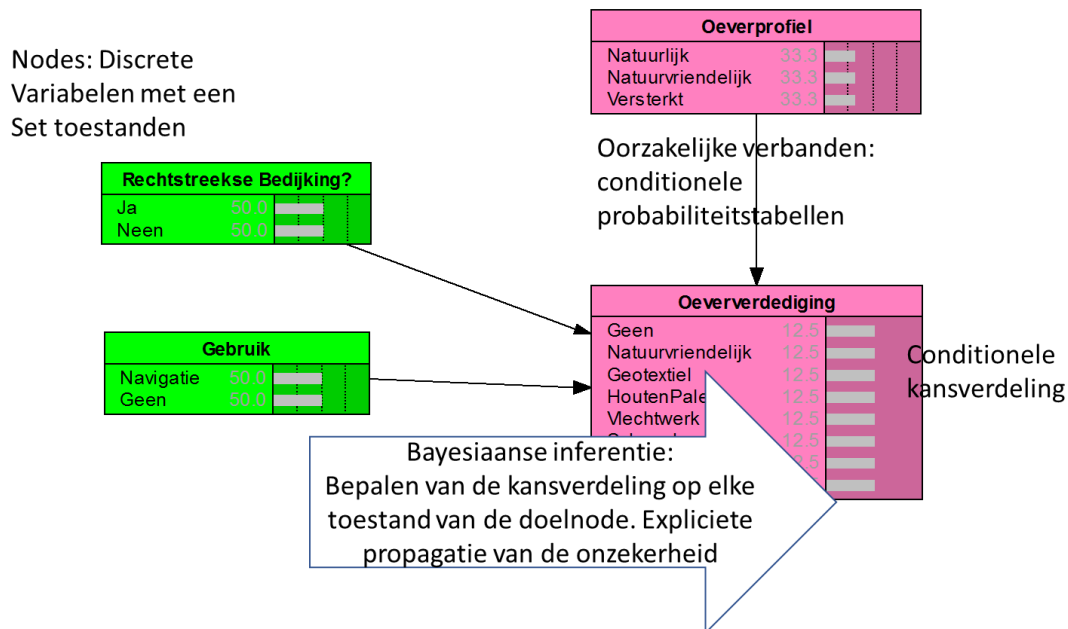 Nodes: Discrete
Variabelen met een
Set toestanden
Oeverprofiel
Natuurlijk 33.3
Natuurvriendelijk 33.3
Versterkt 33.3
Oorzakelijke verbanden:
conditionele
probabiliteitstabellen
Rechtstreekse Bedijking?
Ja 50.0
Neen 50.0
Gebruik
Navigatie 50.0
Geen 50.0
Oeververdediging
Geen 12.5
Natuurvriendelijk 12.5
Geotextiel 12.5
HoutenPale 12.5
Vlechtwerk 12.5
12.5
Conditionele
kansverdeling
Bayesiaanse inferentie:
Bepalen van de kansverdeling op elke
toestand van de doelnode. Expliciete
propagatie van de onzekerheid